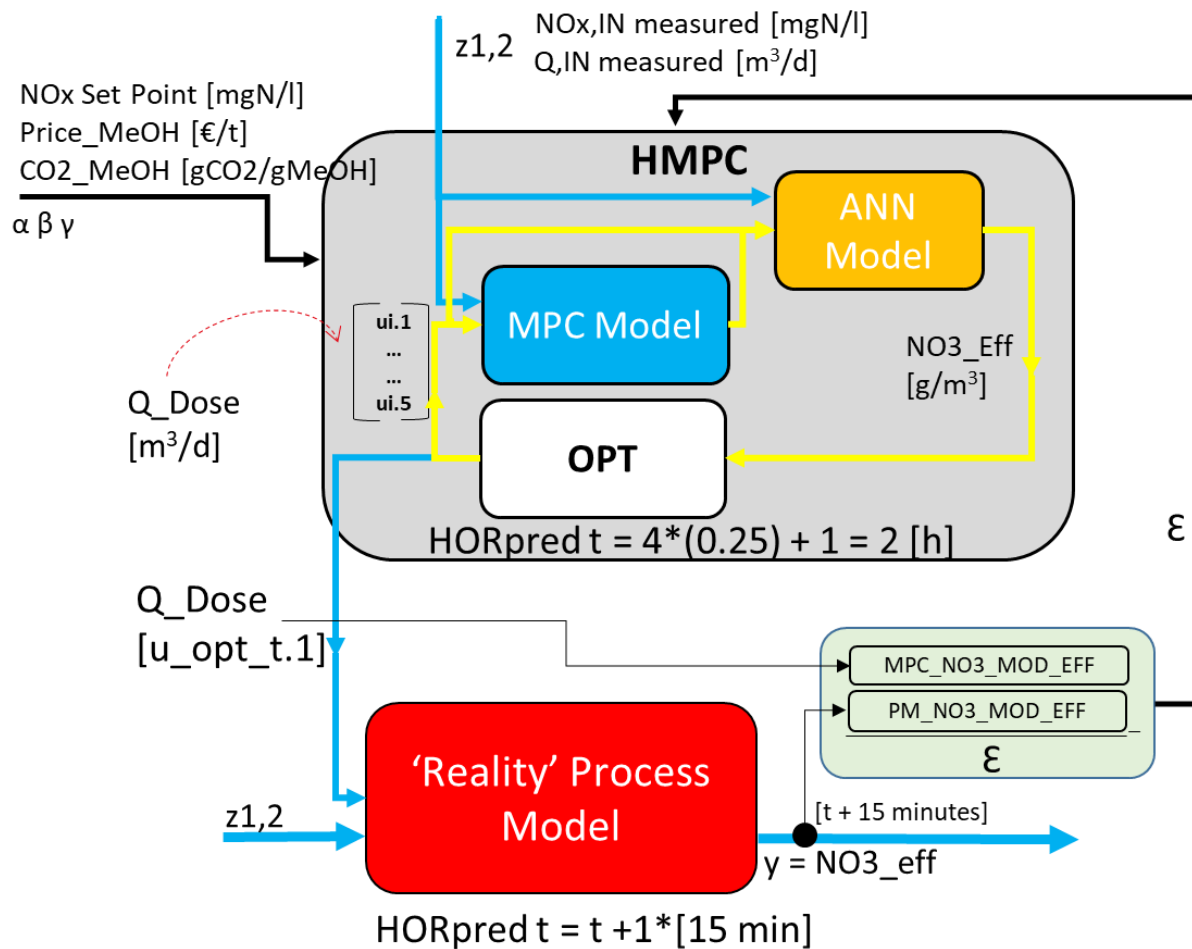 NOx,IN measured [mgN/l]
z1,2
Q,IN measured [m³/d]
NOx Set Point [mgN/l]
Price_MeOH [€/t]
CO2_MeOH [gCO2/gMeOH]
α β γ
HMPC
ANN
Model
MPC Model
ui.1
...
...
ui.5
NO3_Eff
[g/m³]
Q_Dose
[m³/d]
OPT
HORpred t = 4*(0.25) + 1 = 2 [h]
Ɛ
Q_Dose
[u_opt_t.1]
MPC_NO3_MOD_EFF
PM_NO3_MOD_EFF
_
Ɛ
'Reality' Process
Model
z1,2
[t + 15 minutes]
y = NO3_eff
HORpred t = t +1*[15 min]